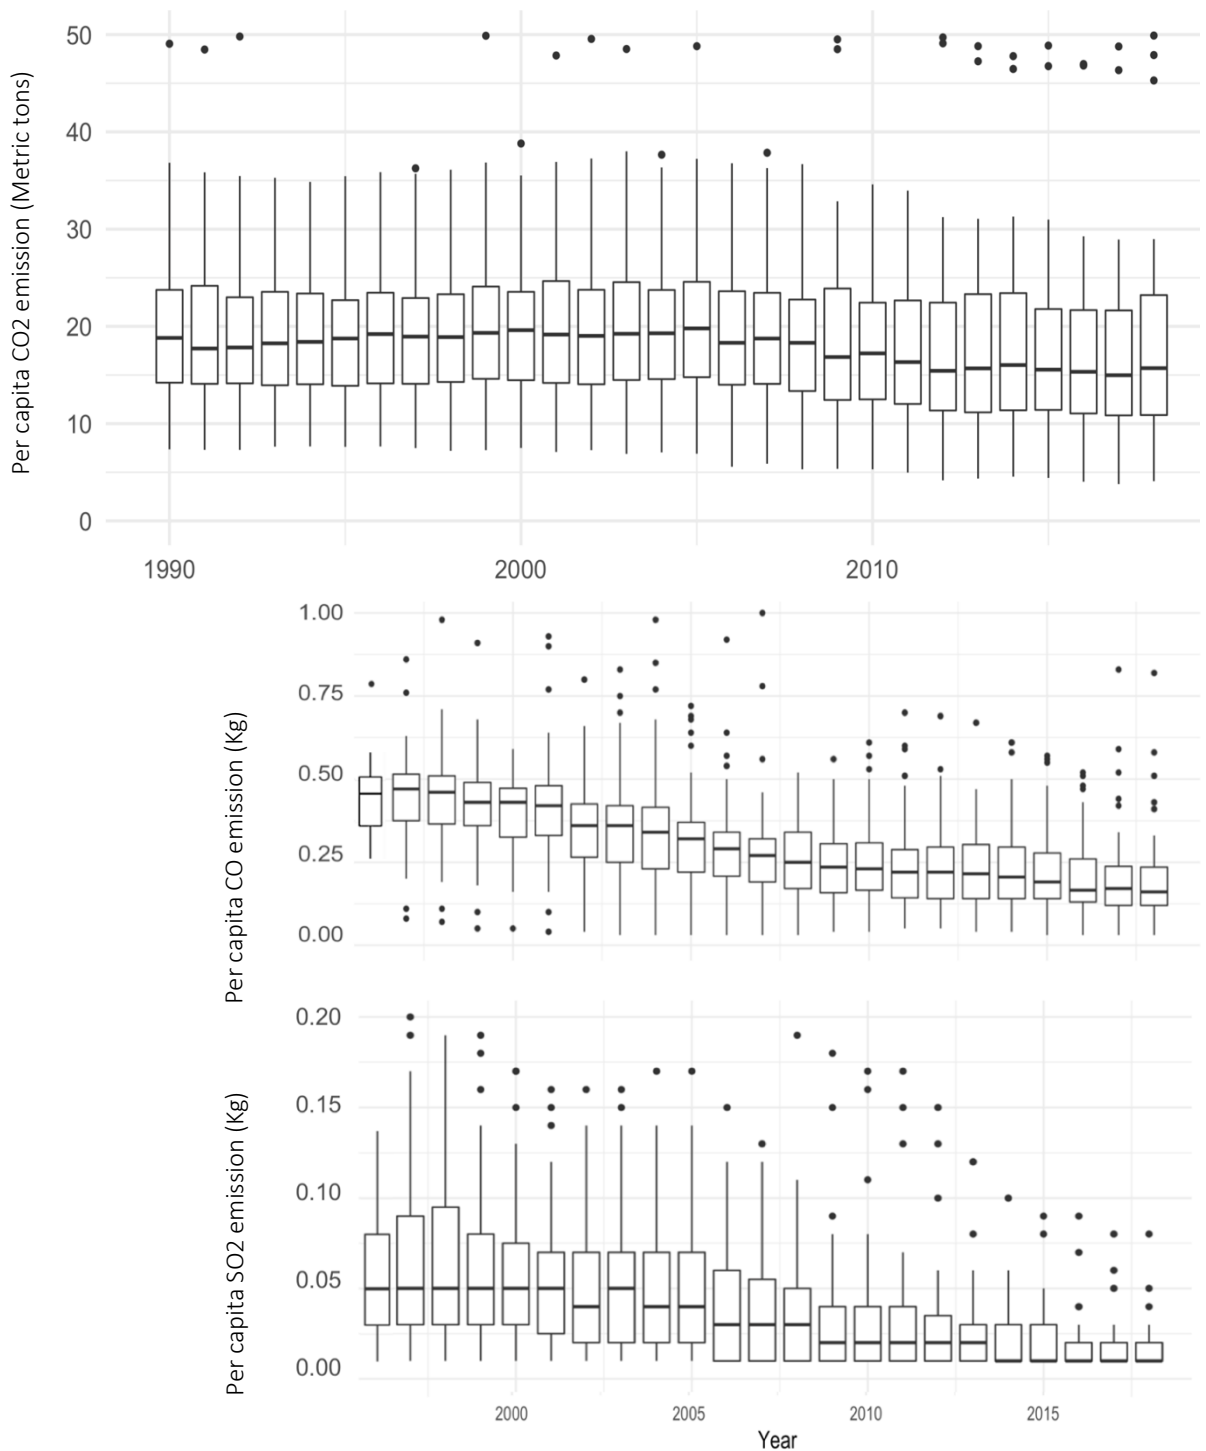 Per capita CO2 emission (Metric tons)
50
40
30
20
10
0
1990 2000 2010
Per capita CO emission (Kg)
1.00
0.75
0.50
0.25
0.00
Per capita SO2 emission (Kg)
0.20
0.15
0.10
0.05
0.00
2000 2005 2010 2015
Year